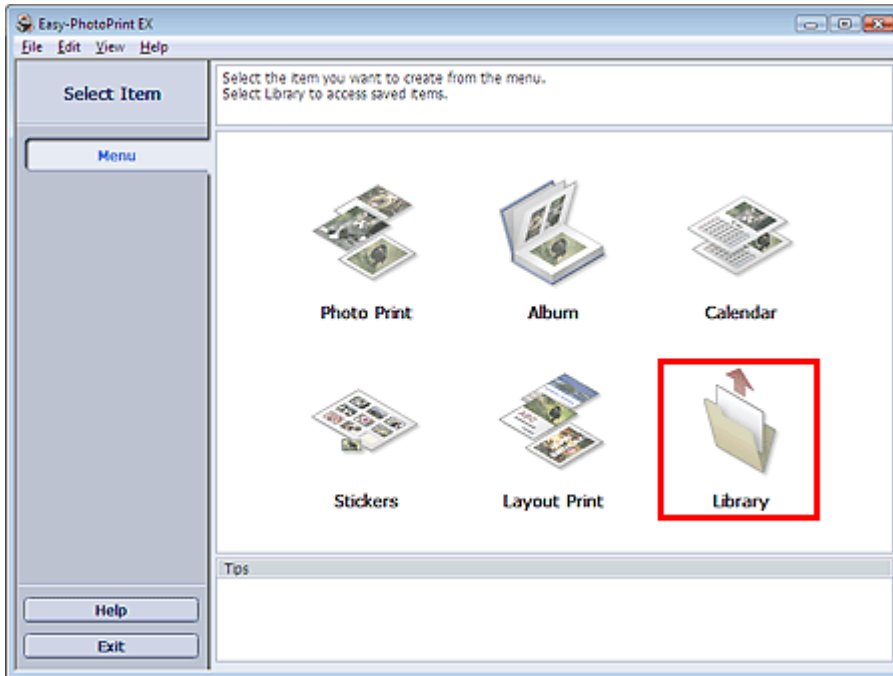 Easy-PhotoPrint EX
File Edit View Help
Select Item
Select the item you want to create from the menu.
Select Library to access saved items.
Menu
Photo Print
Album
Calendar
Stickers
Layout Print
Library
Tips
Help
Exit